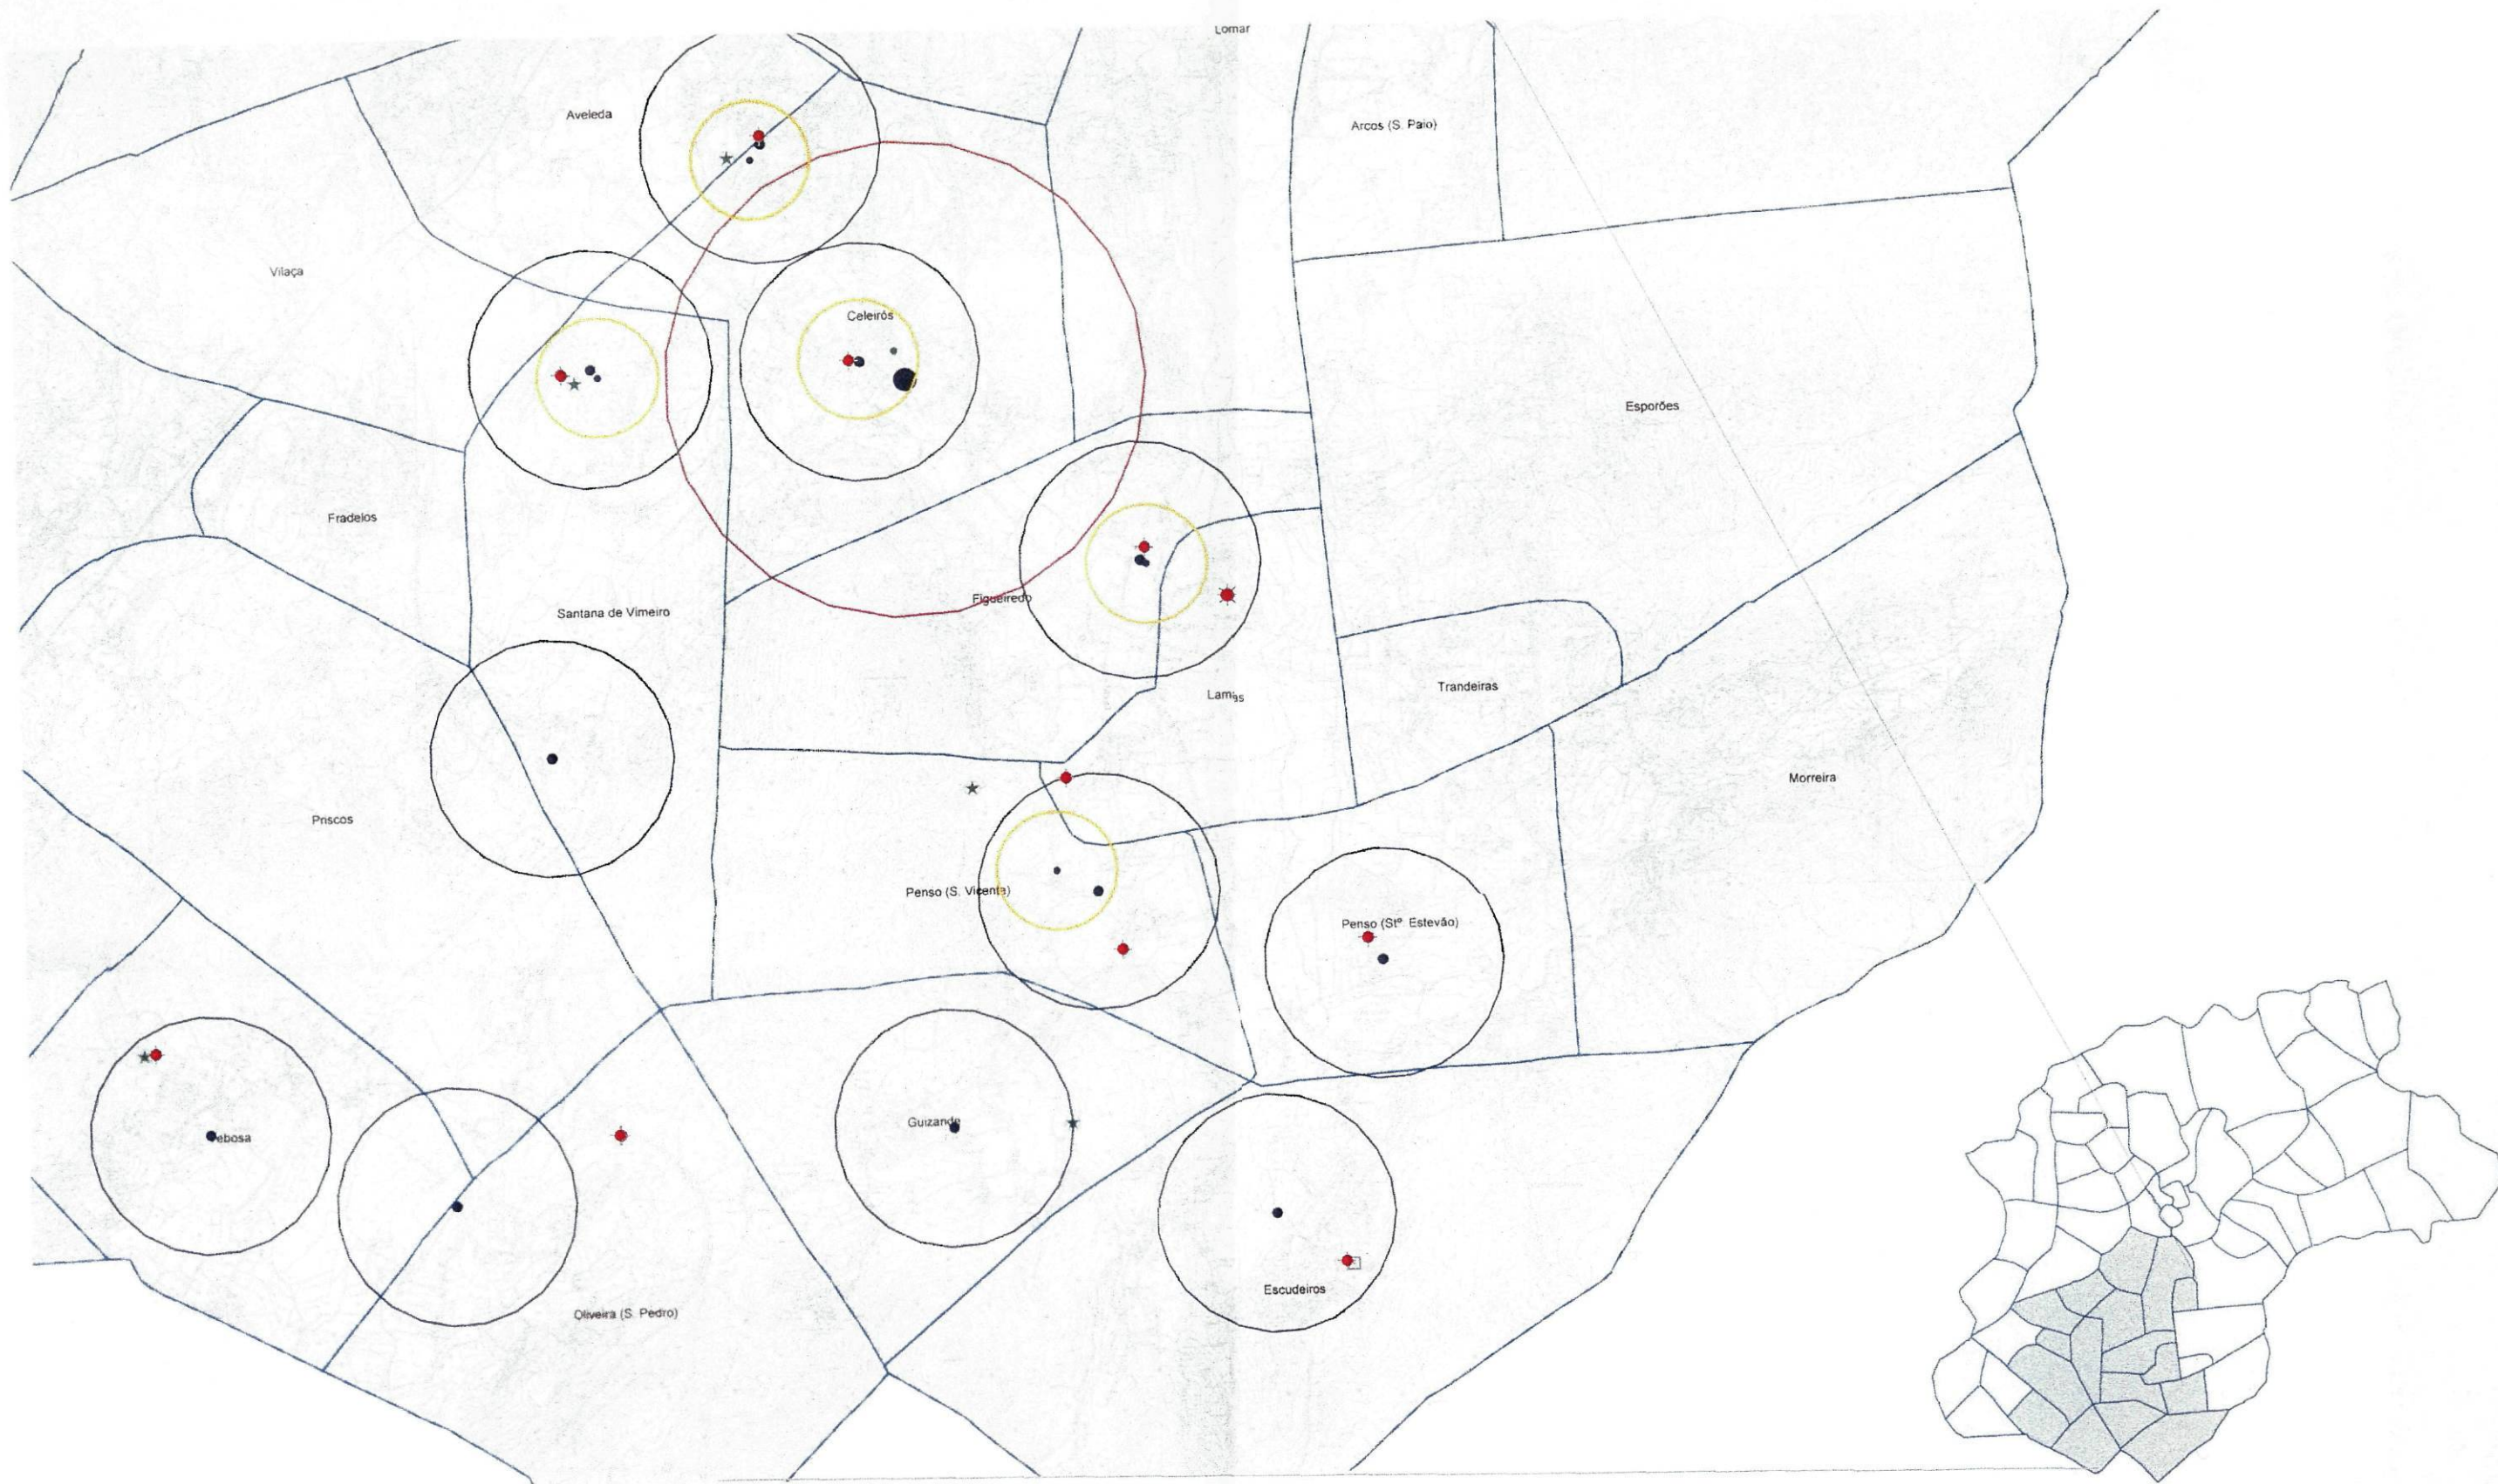 Lomar
Aveleda
Arcos (S. Paio)
Vilaça
Celeirós
Esporões
Fradelos
Figueiredo
Santana de Vimeiro
Trandeiras
Lamas
Morreira
Priscos
Penso (S. Vicente)
Penso (Stº. Estevão)
Guizande
ebosa
Escudeiros
Oliveira (S. Pedro)